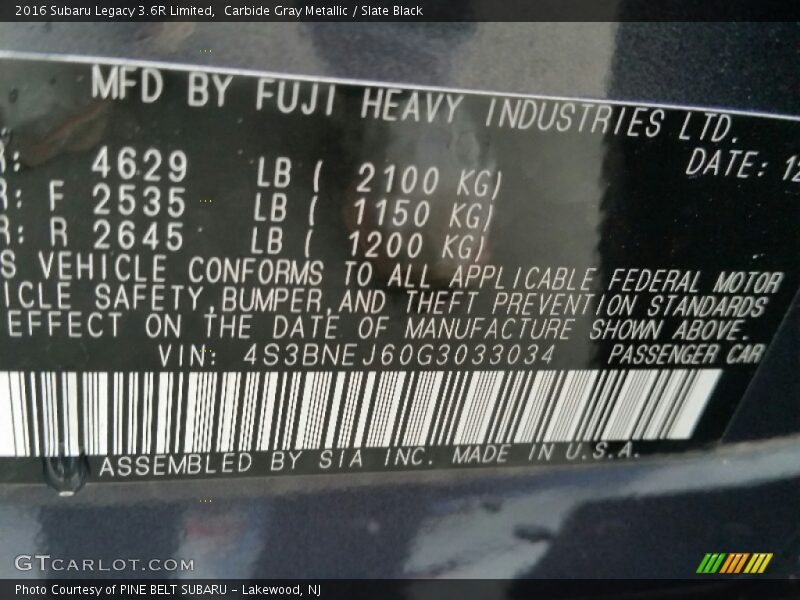 2016 Subaru Legacy 3.6R Limited,  Carbide Gray Metallic / Slate Black
MFD BY FUJI HEAVY INDUSTRIES LTD.
DATE: 12
R: 4629 LB ( 2100 KG)
R: F 2535 LB ( 1150 KG)
R: R 2645 LB ( 1200 KG)
S VEHICLE CONFORMS TO ALL APPLICABLE FEDERAL MOTOR
ICLE SAFETY,BUMPER,AND THEFT PREVENTION STANDARDS
EFFECT ON THE DATE OF MANUFACTURE SHOWN ABOVE.
VIN: 4S3BNEJ60G3033034 PASSENGER CAR
ASSEMBLED BY SIA INC. MADE IN U.S.A.
GTCARLOT.COM
Photo Courtesy of PINE BELT SUBARU - Lakewood, NJ